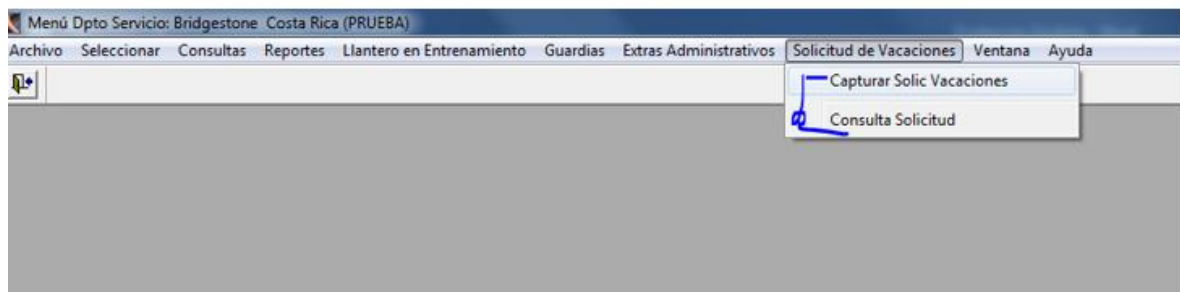 Menú Dpto Servicio: Bridgestone Costa Rica (PRUEBA)
Archivo Seleccionar Consultas Reportes Llantero en Entrenamiento Guardias Extras Administrativos Solicitud de Vacaciones Ventana Ayuda
Capturar Solic Vacaciones
Consulta Solicitud